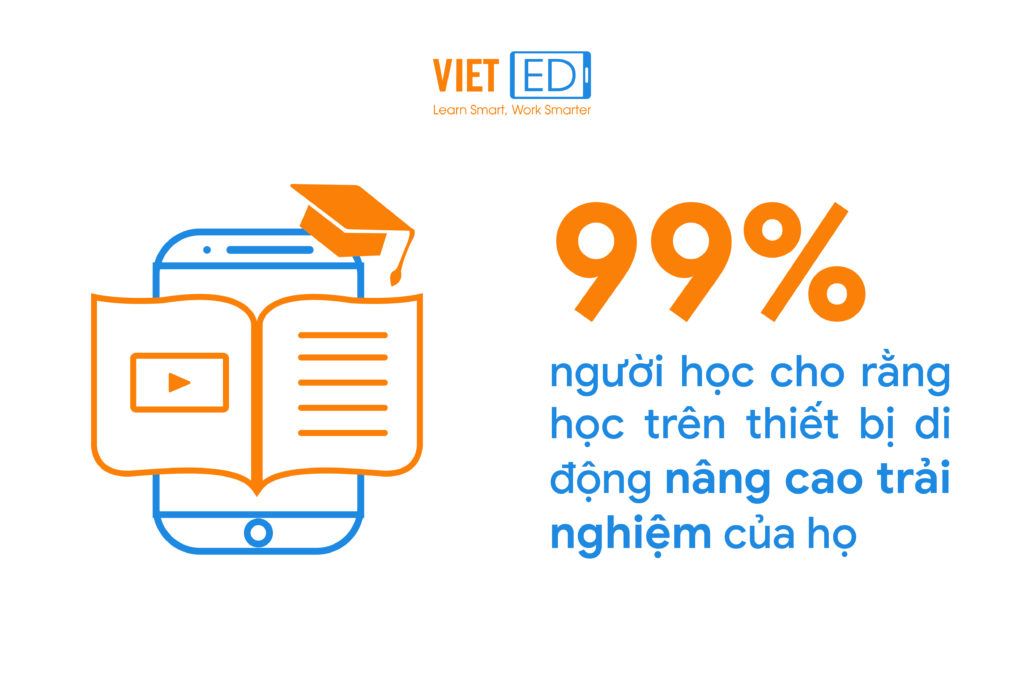 VIET ED
Learn Smart, Work Smarter
99%
người học cho rằng
học trên thiết bị di
động nâng cao trải
nghiệm của họ